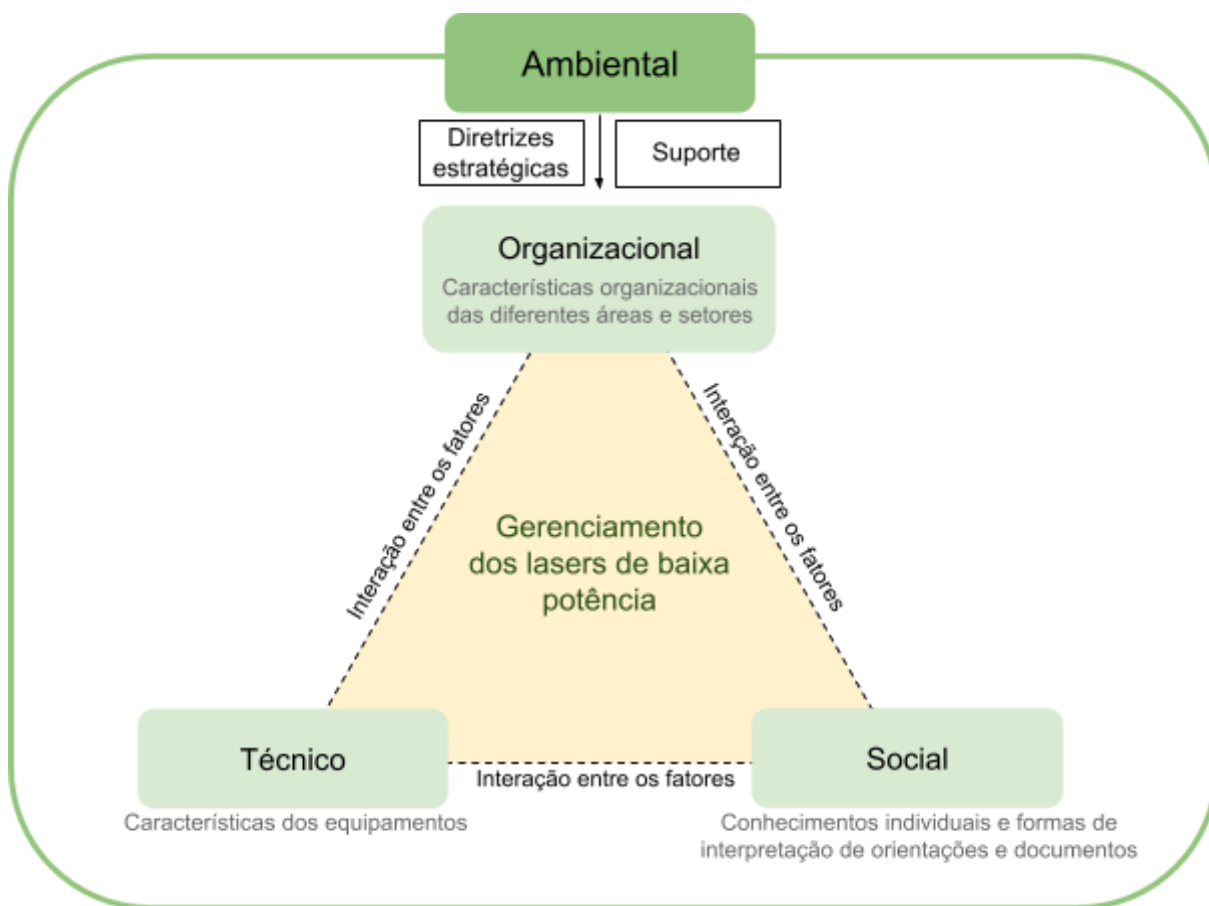 Ambiental
Diretrizes
estratégicas
Suporte
Organizacional
Características organizacionais
das diferentes áreas e setores
Interação entre os fatores
Interação entre os fatores
Gerenciamento
dos lasers de baixa
potência
Técnico
Interação entre os fatores
Social
Características dos equipamentos
Conhecimentos individuais e formas de
interpretação de orientações e documentos